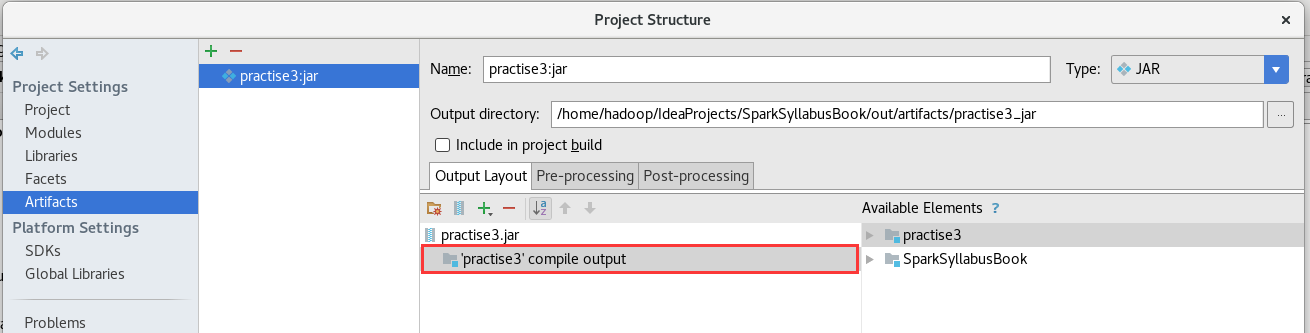 Project Structure
Project Settings
Project
Modules
Libraries
Facets
Artifacts
Platform Settings
SDKs
Global Libraries
Problems
practise3:jar
Name: practise3:jar Type: JAR
Output directory: /home/hadoop/IdeaProjects/SparkSyllabusBook/out/artifacts/practise3_jar ...
Include in project build
Output Layout Pre-processing Post-processing
Available Elements ?
practise3.jar
'practise3' compile output
practise3
SparkSyllabusBook